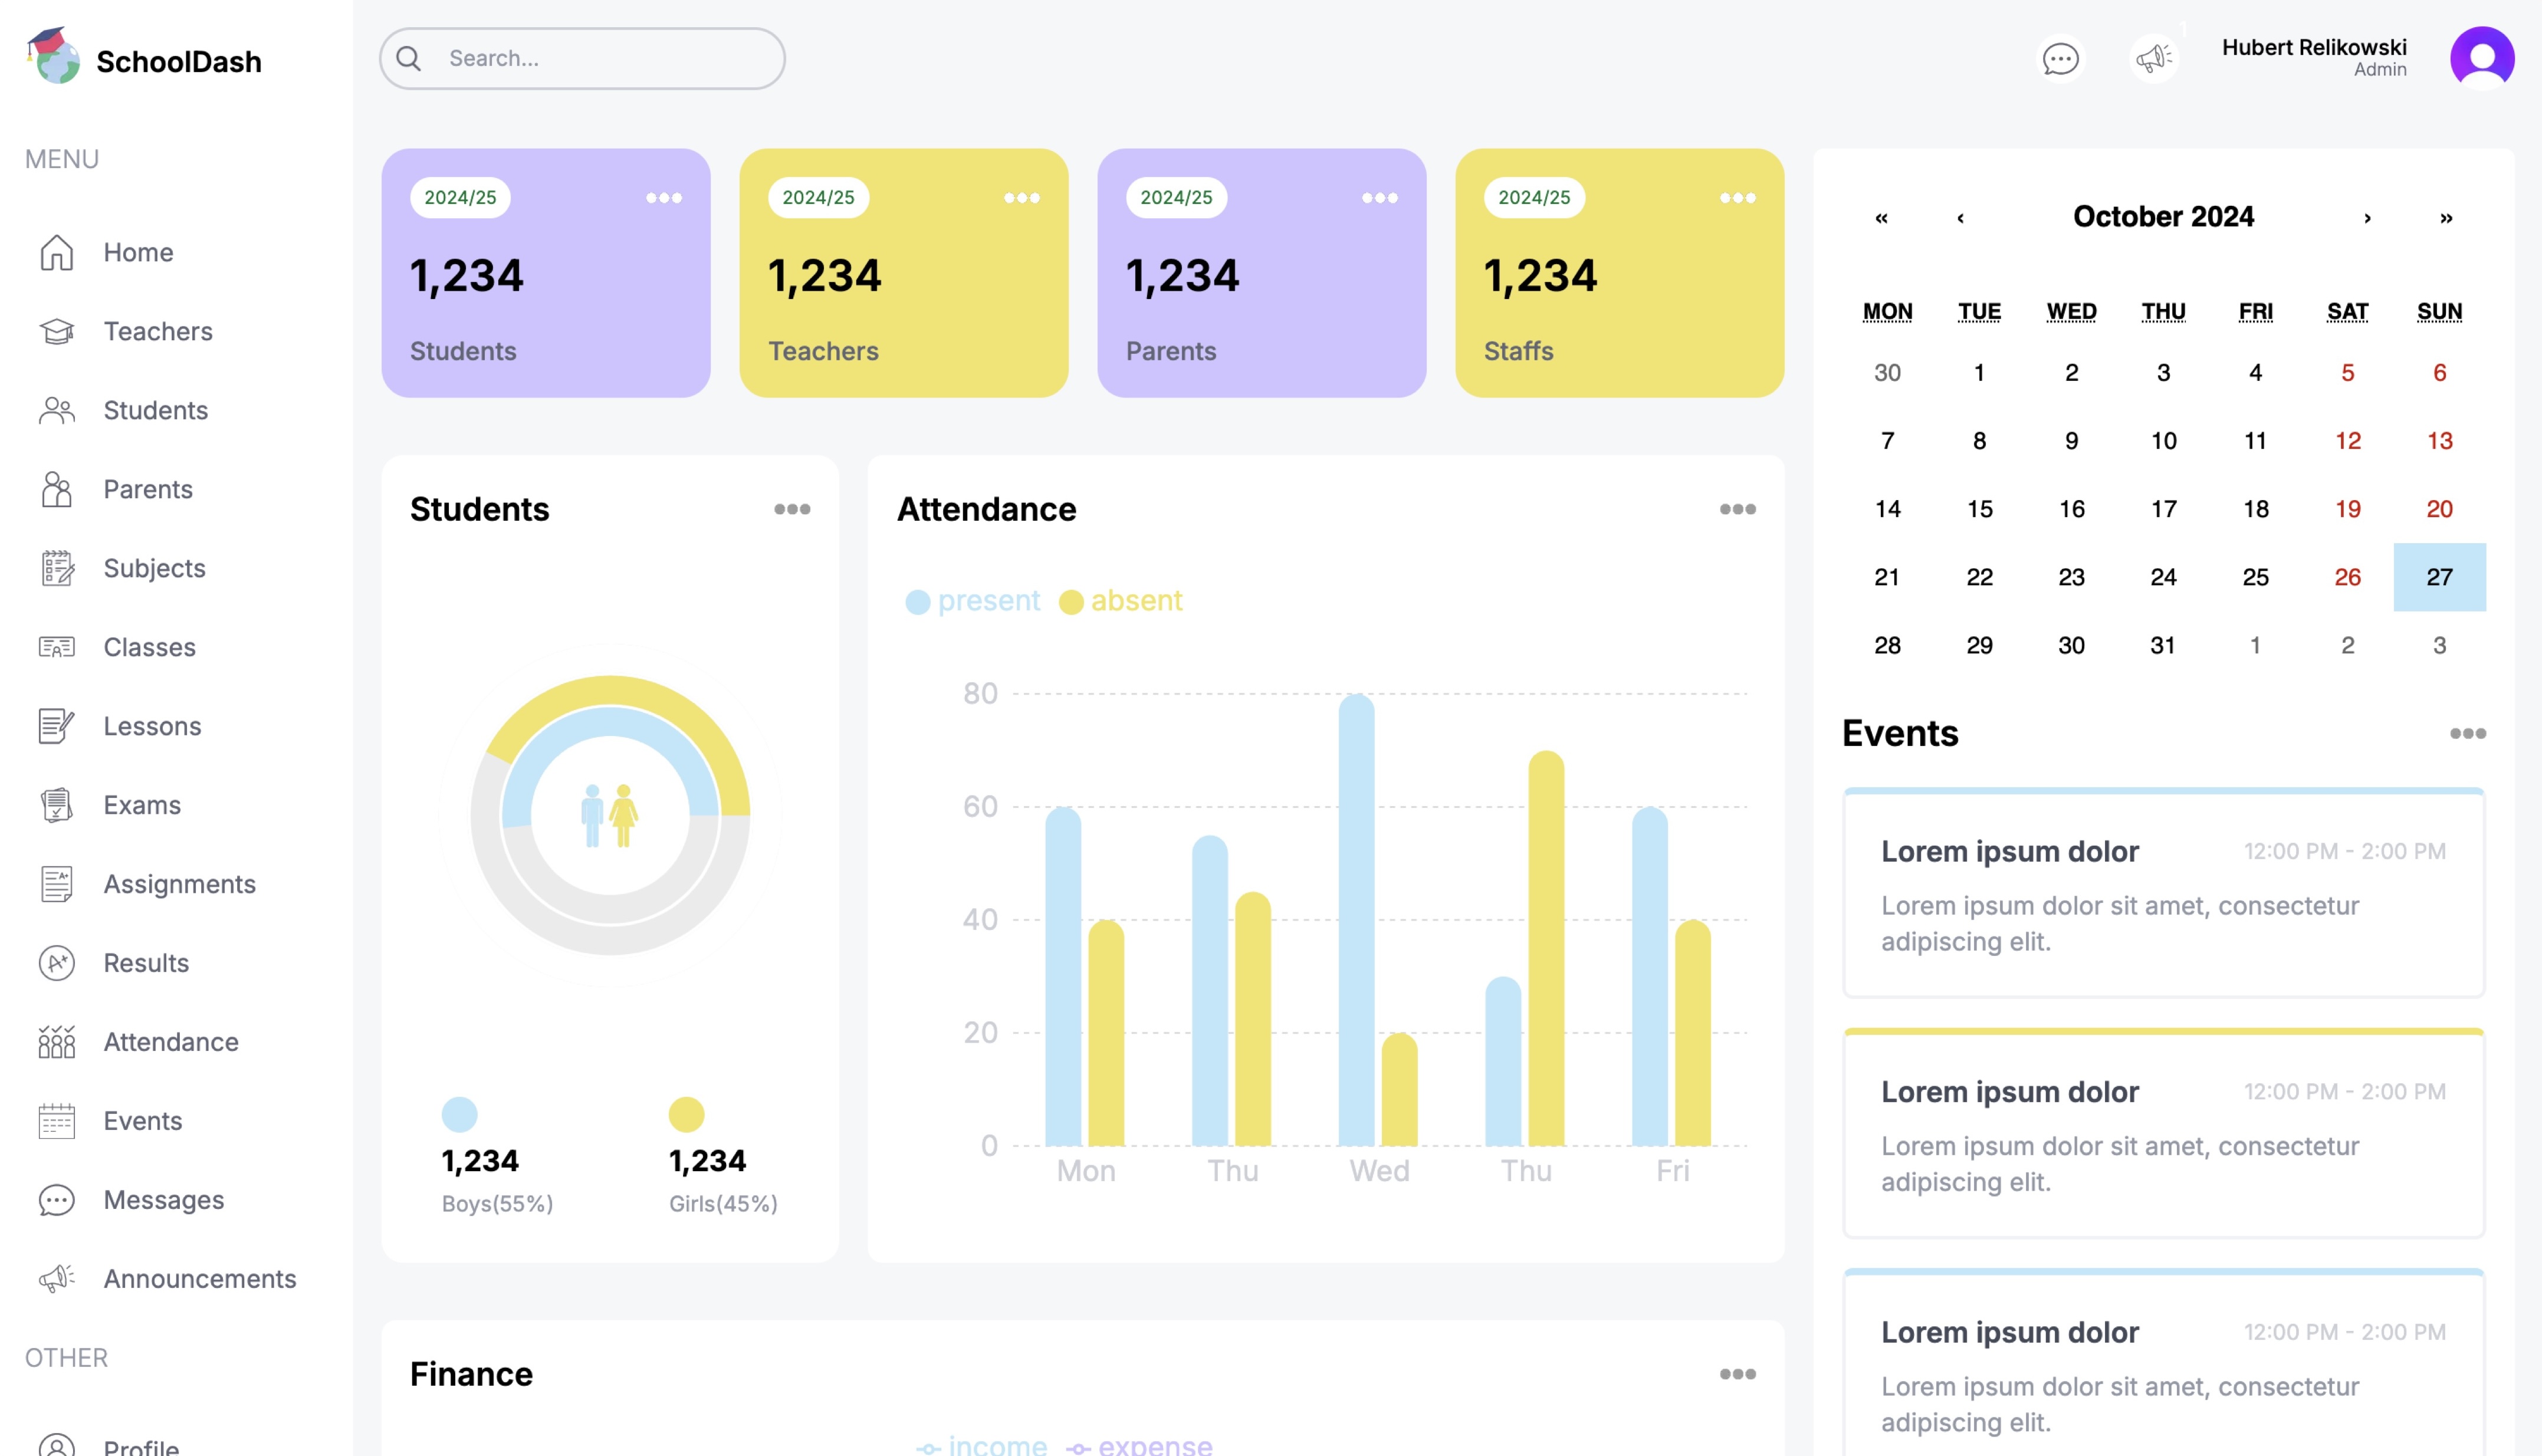 SchoolDash
MENU
Home
Teachers
Students
Parents
Subjects
Classes
Lessons
Exams
Assignments
Results
Attendance
Events
Messages
Announcements
OTHER
Profile
Search...
1
Hubert Relikowski
Admin
2024/25
1,234
Students
2024/25
1,234
Teachers
2024/25
1,234
Parents
2024/25
1,234
Staffs
Students
1,234
Boys(55%)
1,234
Girls(45%)
Attendance
present absent
80
60
40
20
0
Mon Thu Wed Thu Fri
Finance
income expense
« ‹ October 2024 › »
MON TUE WED THU FRI SAT SUN
30 1 2 3 4 5 6
7 8 9 10 11 12 13
14 15 16 17 18 19 20
21 22 23 24 25 26 27
28 29 30 31 1 2 3
Events
Lorem ipsum dolor 12:00 PM - 2:00 PM
Lorem ipsum dolor sit amet, consectetur
adipiscing elit.
Lorem ipsum dolor 12:00 PM - 2:00 PM
Lorem ipsum dolor sit amet, consectetur
adipiscing elit.
Lorem ipsum dolor 12:00 PM - 2:00 PM
Lorem ipsum dolor sit amet, consectetur
adipiscing elit.